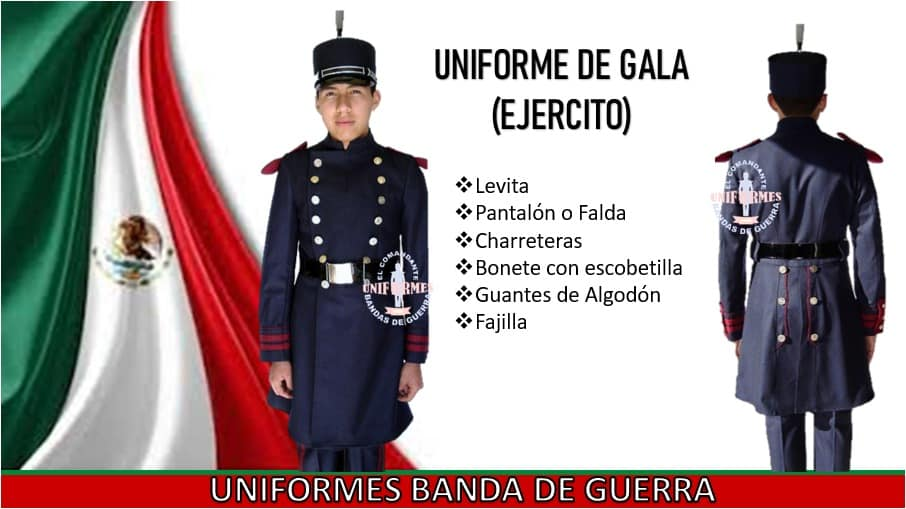 UNIFORME DE GALA
(EJERCITO)
❖Levita
❖Pantalón o Falda
❖Charreteras
❖Bonete con escobetilla
❖Guantes de Algodón
❖Fajilla
EL COMANDANTE
UNIFORMES
BANDAS DE GUERRA
EL COMANDANTE
UNIFORMES
BANDAS DE GUERRA
UNIFORMES BANDA DE GUERRA